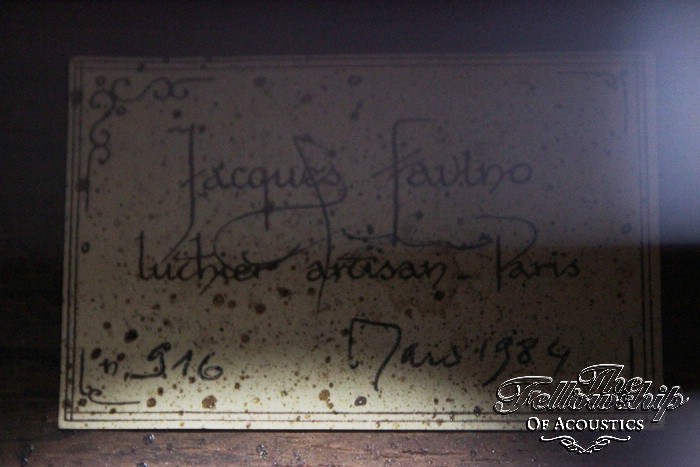 Jacques Favino
luthier artisan - Paris
n. 916 Mars 1984
The
Fellowship
OF ACOUSTICS